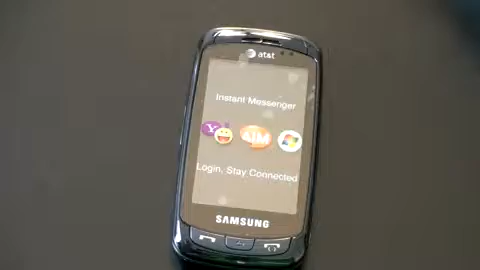 at&t
Instant Messenger
Y! AIM
Login, Stay Connected
SAMSUNG